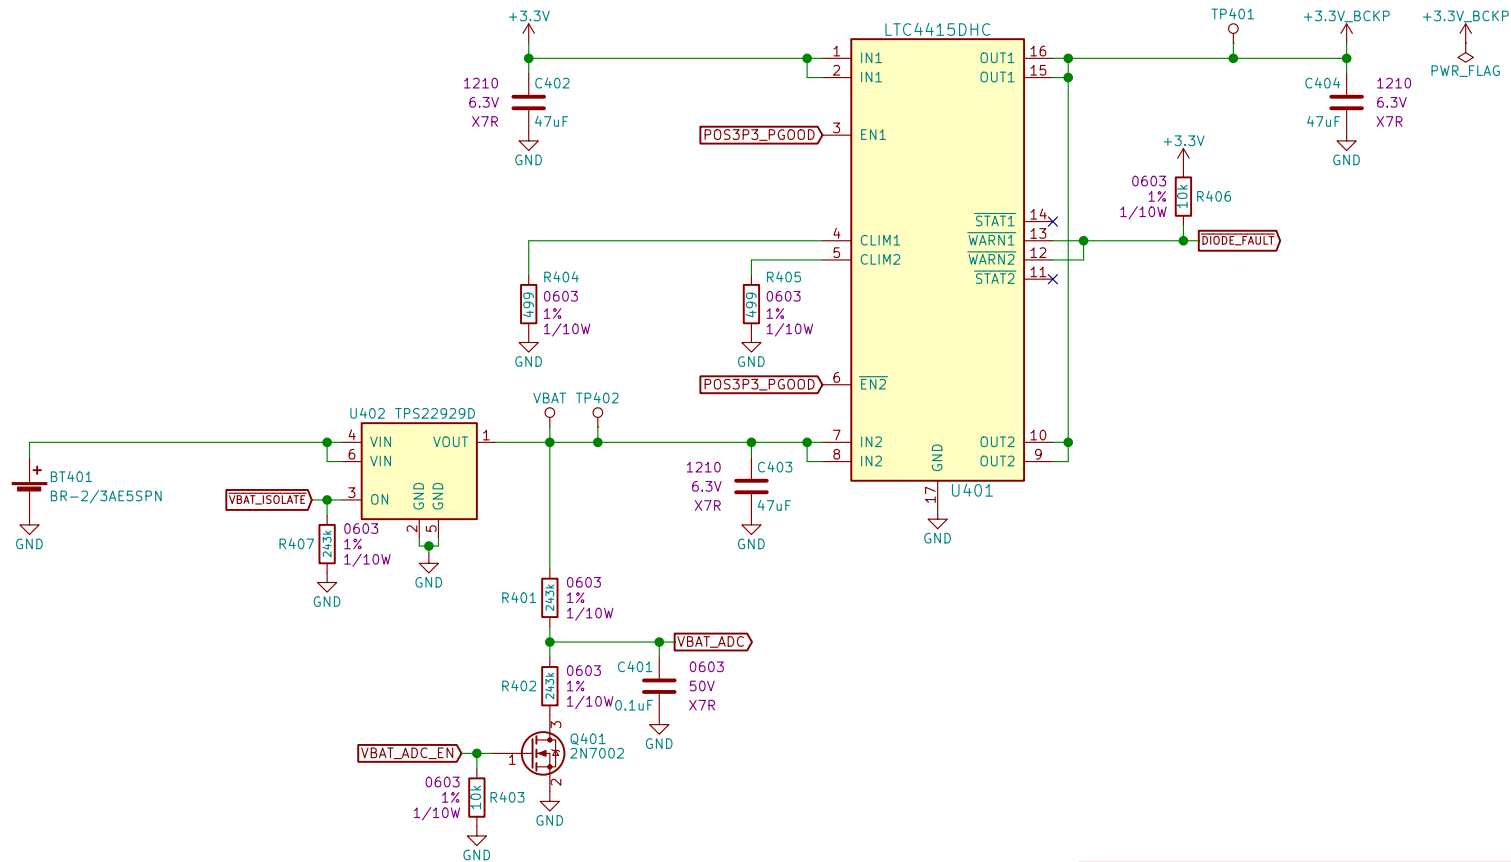 +3.3V
LTC4415DHC
TP401
+3.3V_BCKP
+3.3V_BCKP
PWR_FLAG
1 IN1
2 IN1
OUT1 16
OUT1 15
1210
6.3V
X7R
C402
47uF
GND
POS3P3_PGOOD
3 EN1
C404
47uF
1210
6.3V
X7R
GND
+3.3V
0603
1%
1/10W
10k
R406
STAT1 14
WARN1 13
WARN2 12
STAT2 11
DIODE_FAULT
4 CLIM1
5 CLIM2
R404
499
0603
1%
1/10W
GND
R405
499
0603
1%
1/10W
GND
POS3P3_PGOOD
6 EN2
VBAT
TP402
U402 TPS22929D
4 VIN
6 VIN
VOUT 1
3 ON
GND
GND
2
5
GND
7 IN2
8 IN2
OUT2 10
OUT2 9
GND
17
U401
GND
+
BT401
BR-2/3AE5SPN
GND
VBAT_ISOLATE
R407
243k
0603
1%
1/10W
GND
1210
6.3V
X7R
C403
47uF
GND
R401
243k
0603
1%
1/10W
VBAT_ADC
R402
243k
0603
1%
1/10W
C401
0.1uF
0603
50V
X7R
GND
VBAT_ADC_EN
1
3
2
Q401
2N7002
GND
0603
1%
1/10W
10k
R403
GND